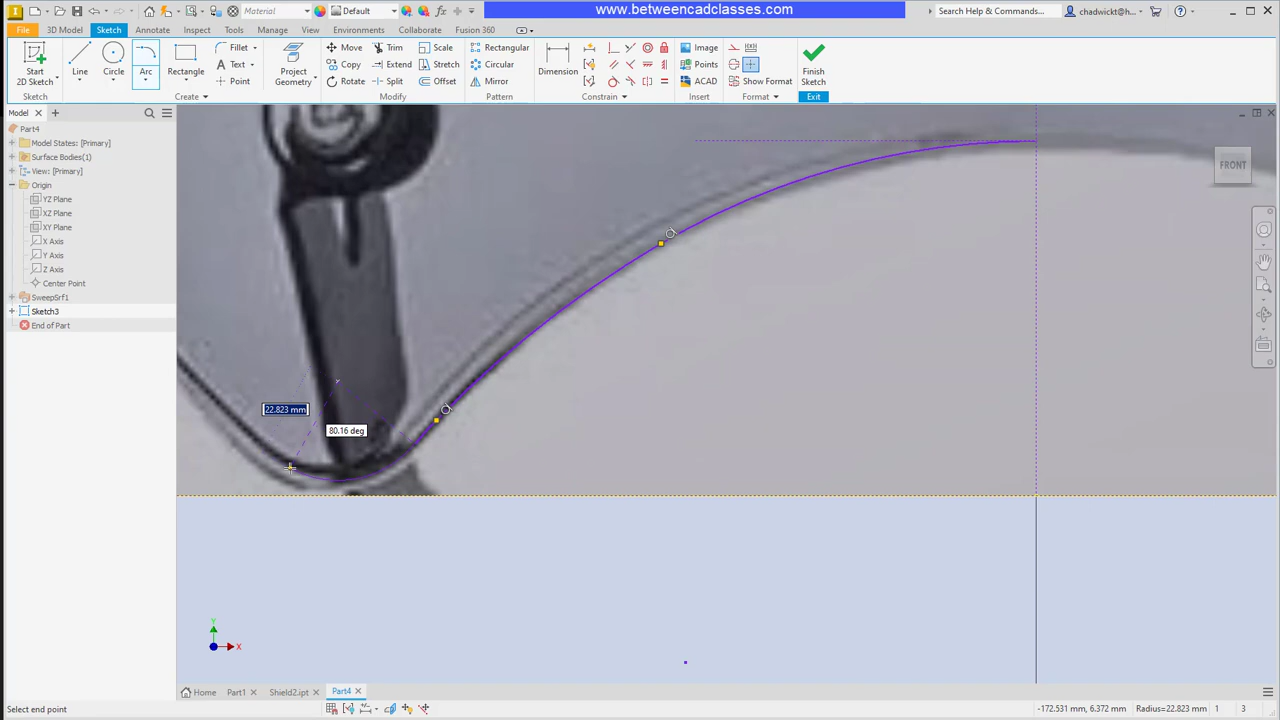 www.betweencadclasses.com
Material
Default
Search Help & Commands...
chadwickt@h...
File
3D Model
Sketch
Annotate
Inspect
Tools
Manage
View
Environments
Collaborate
Fusion 360
Start
2D Sketch
Line
Circle
Arc
Rectangle
Fillet
Text
Point
Project
Geometry
Move
Copy
Rotate
Trim
Extend
Split
Scale
Stretch
Offset
Rectangular
Circular
Mirror
Dimension
Image
Points
ACAD
Show Format
Finish
Sketch
Sketch
Create
Modify
Pattern
Constrain
Insert
Format
Exit
Model
Part4
Model States: [Primary]
Surface Bodies(1)
View: [Primary]
Origin
YZ Plane
XZ Plane
XY Plane
X Axis
Y Axis
Z Axis
Center Point
SweepSrf1
Sketch3
End of Part
FRONT
22.823 mm
80.16 deg
Y
X
Home
Part1
Shield2.ipt
Part4
Select end point
-172.531 mm, 6.372 mm
Radius=22.823 mm
1
3